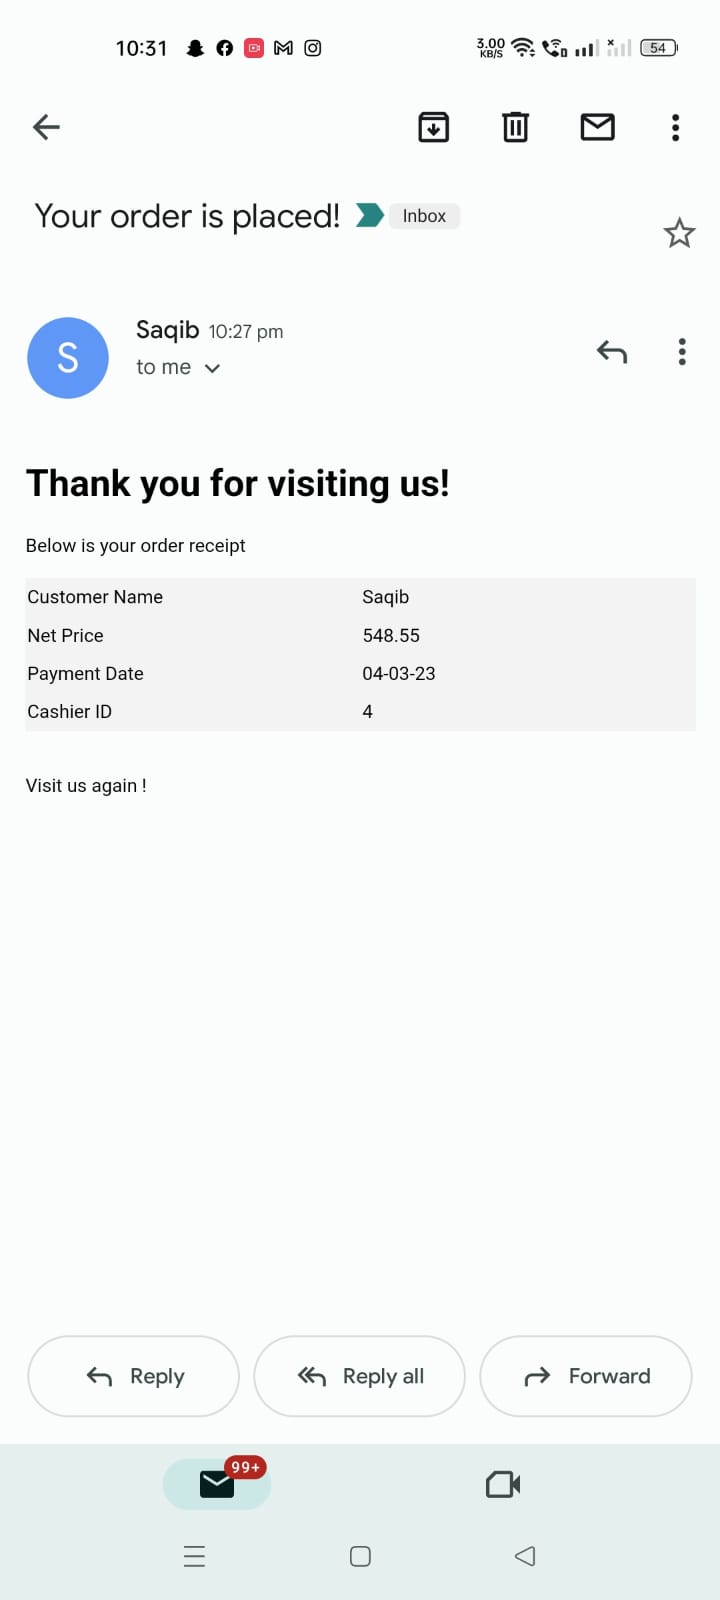 10:31
3.00 KB/S
54
Your order is placed! Inbox
S
Saqib 10:27 pm
to me
Thank you for visiting us!
Below is your order receipt
Customer Name Saqib
Net Price 548.55
Payment Date 04-03-23
Cashier ID 4
Visit us again !
Reply Reply all Forward
99+